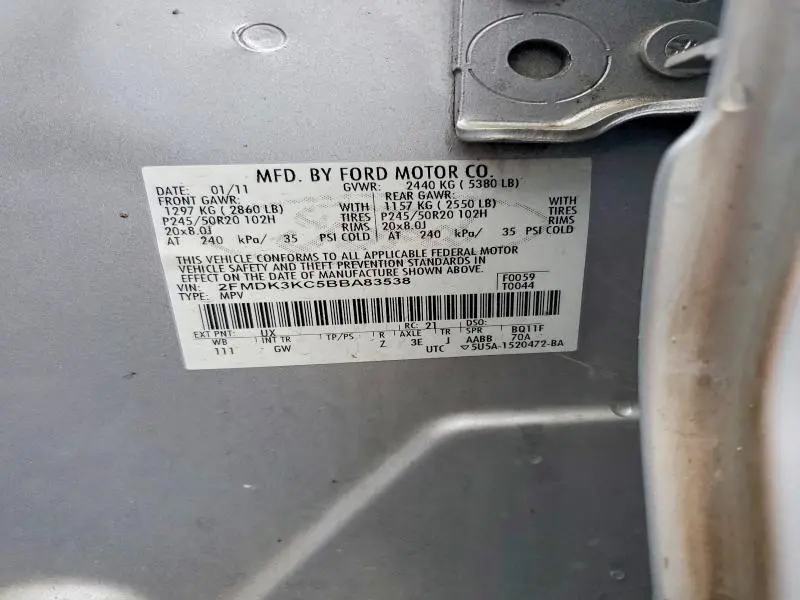 MFD. BY FORD MOTOR CO.
DATE: 01/11 GVWR: 2440 KG ( 5380 LB)
FRONT GAWR: REAR GAWR:
1297 KG ( 2860 LB) WITH 1157 KG ( 2550 LB) WITH
P245/50R20 102H TIRES P245/50R20 102H TIRES
20x8.0J RIMS 20x8.0J RIMS
AT 240 kPa/ 35 PSI COLD AT 240 kPa/ 35 PSI COLD
THIS VEHICLE CONFORMS TO ALL APPLICABLE FEDERAL MOTOR
VEHICLE SAFETY AND THEFT PREVENTION STANDARDS IN
EFFECT ON THE DATE OF MANUFACTURE SHOWN ABOVE.
VIN: 2FMDK3KC5BBA83538 F0059
TYPE: MPV T0044
EXT PNT: UX RC: 21 DSO:
WB INT TR TP/PS R AXLE TR SPR BQ11F
111 GW Z 3E J AABB 70A
UTC 5U5A-1520472-BA